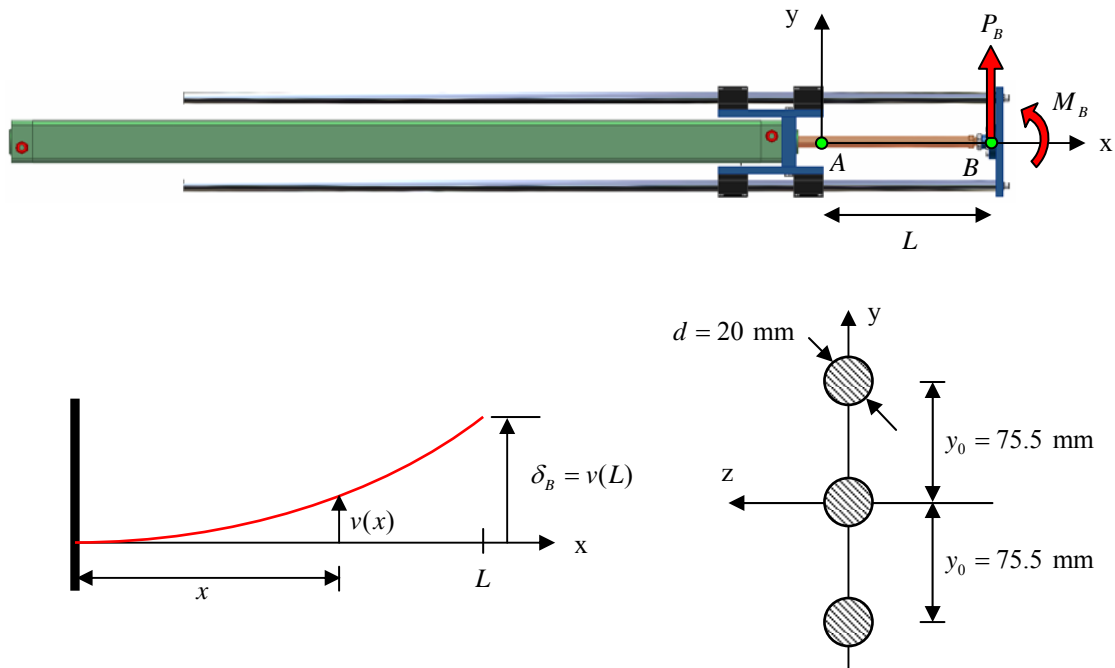 y
P_B
M_B
x
A
B
L
y
d = 20 mm
y_0 = 75.5 mm
z
δ_B = v(L)
v(x)
x
y_0 = 75.5 mm
x
L